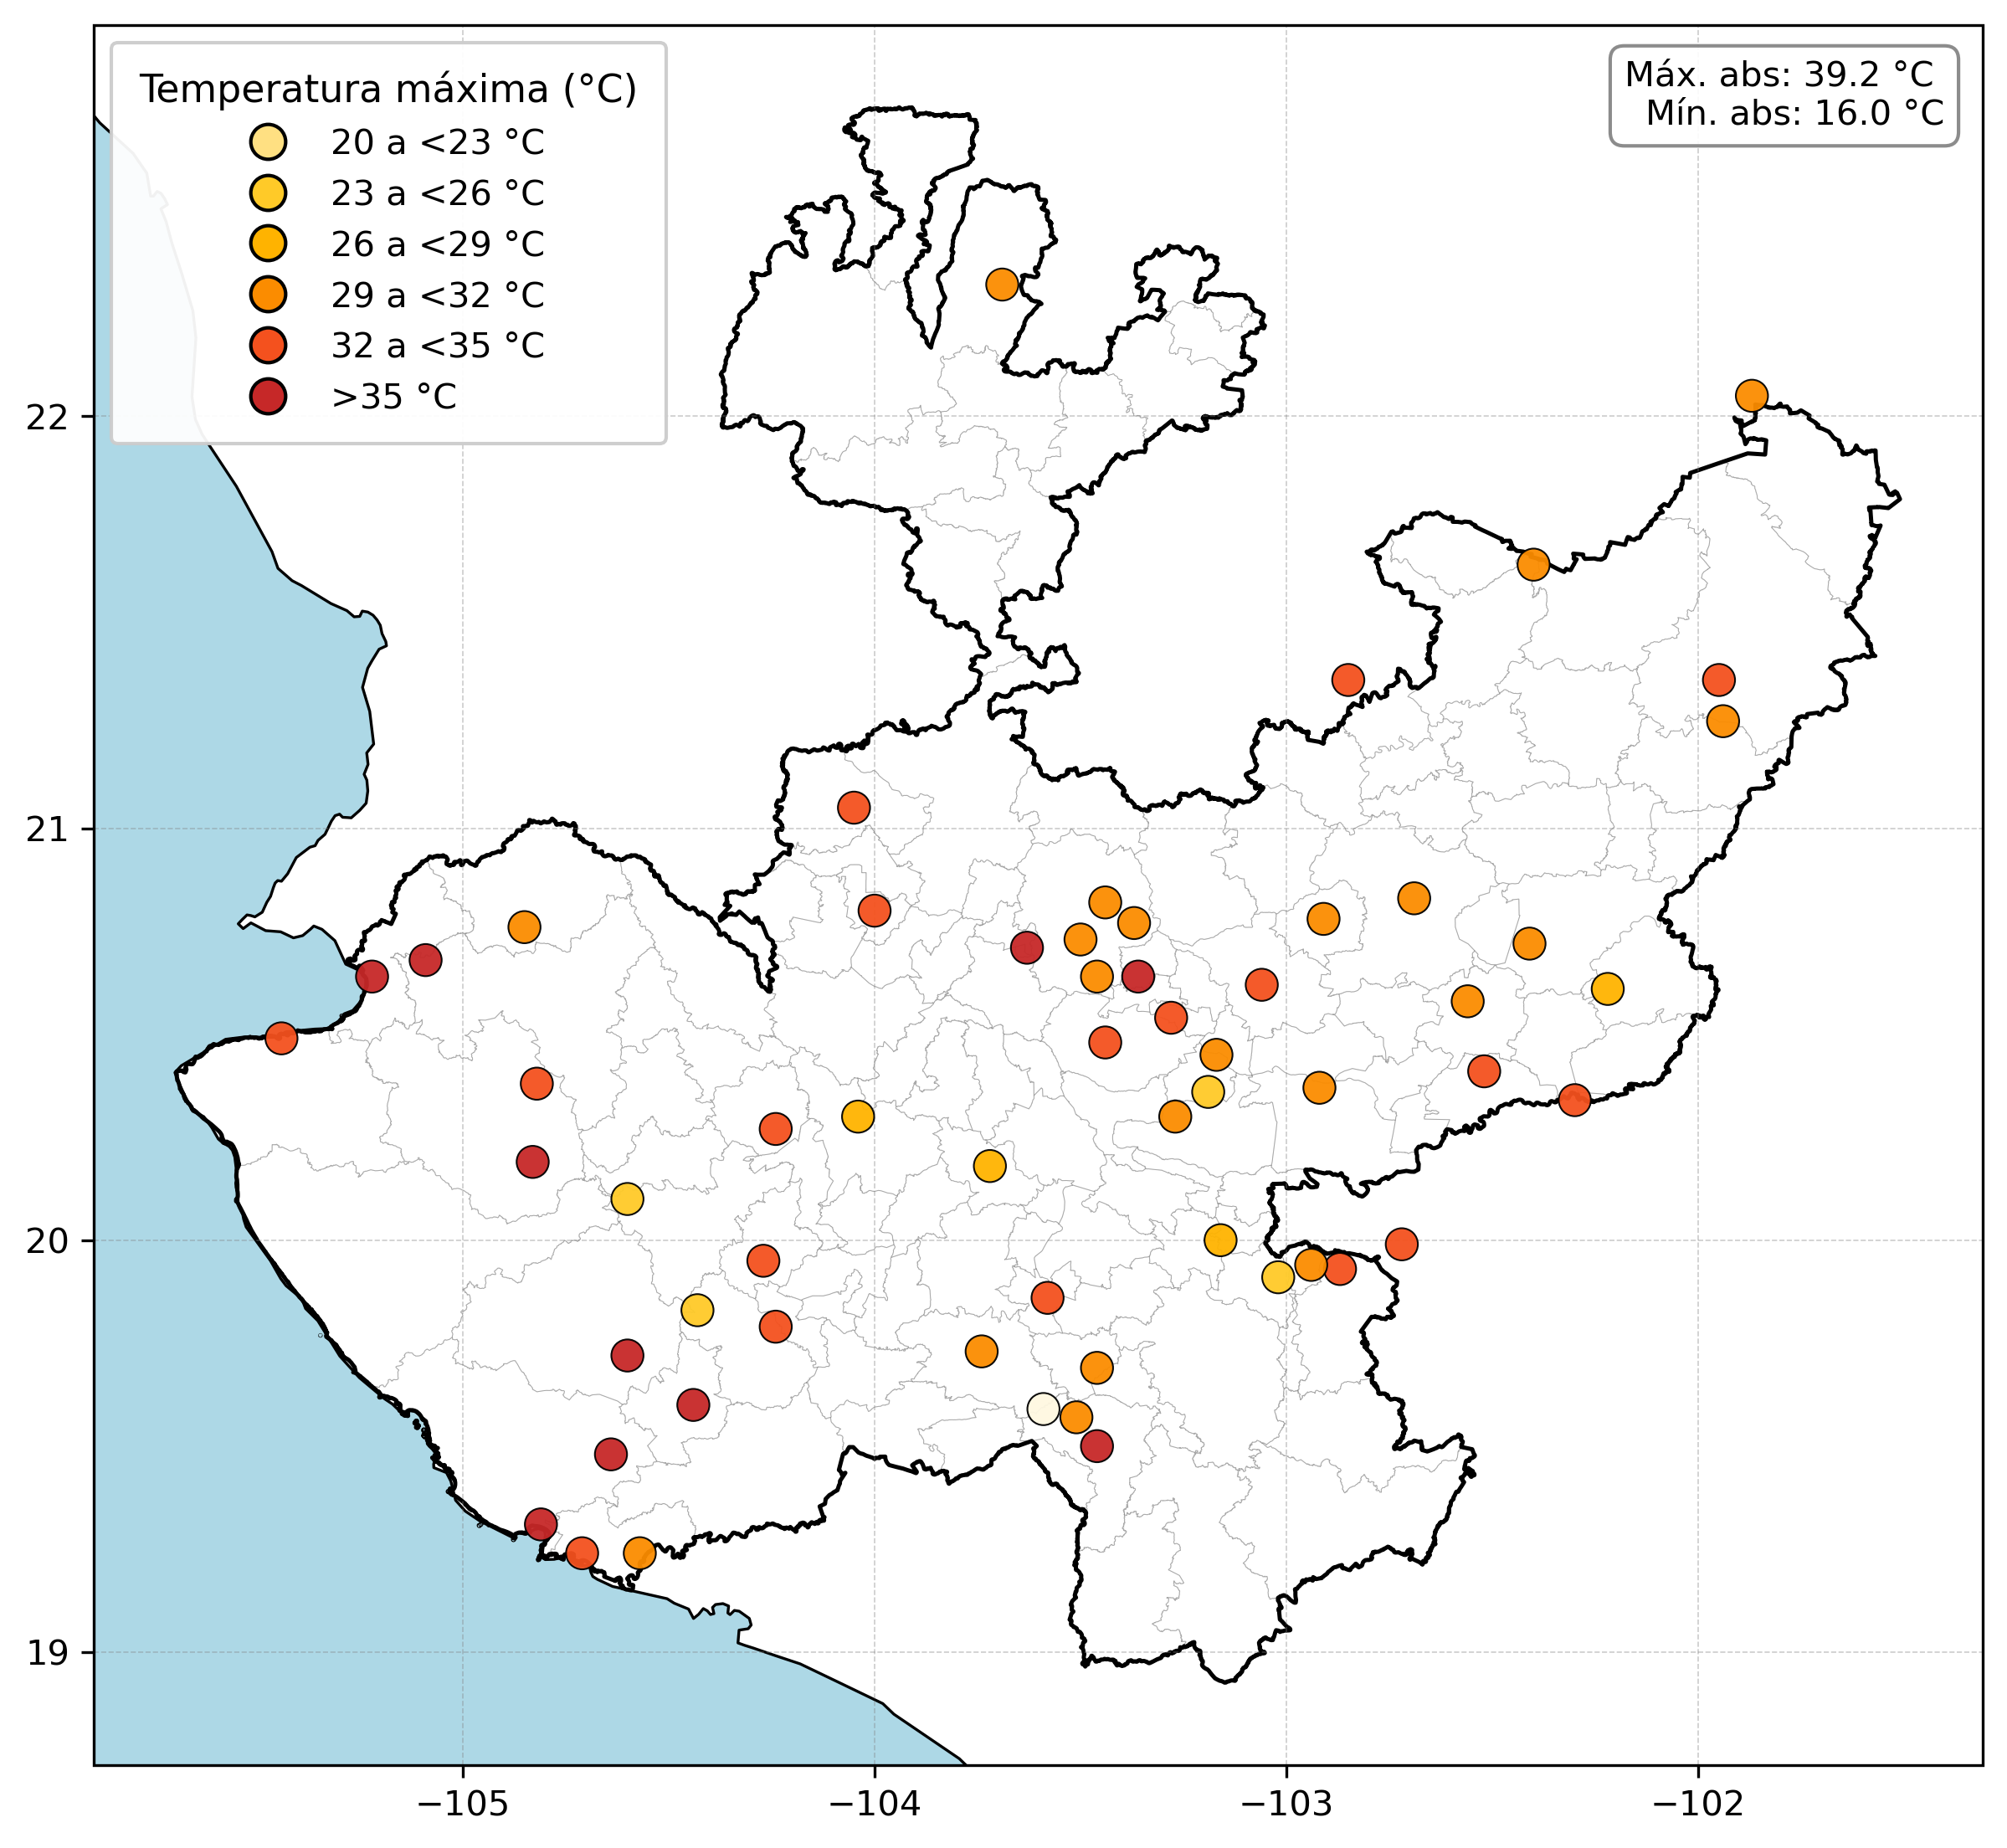 Temperatura máxima (°C)
20 a <23 °C
23 a <26 °C
26 a <29 °C
29 a <32 °C
32 a <35 °C
>35 °C
Máx. abs: 39.2 °C
Mín. abs: 16.0 °C
22
21
20
19
−105
−104
−103
−102